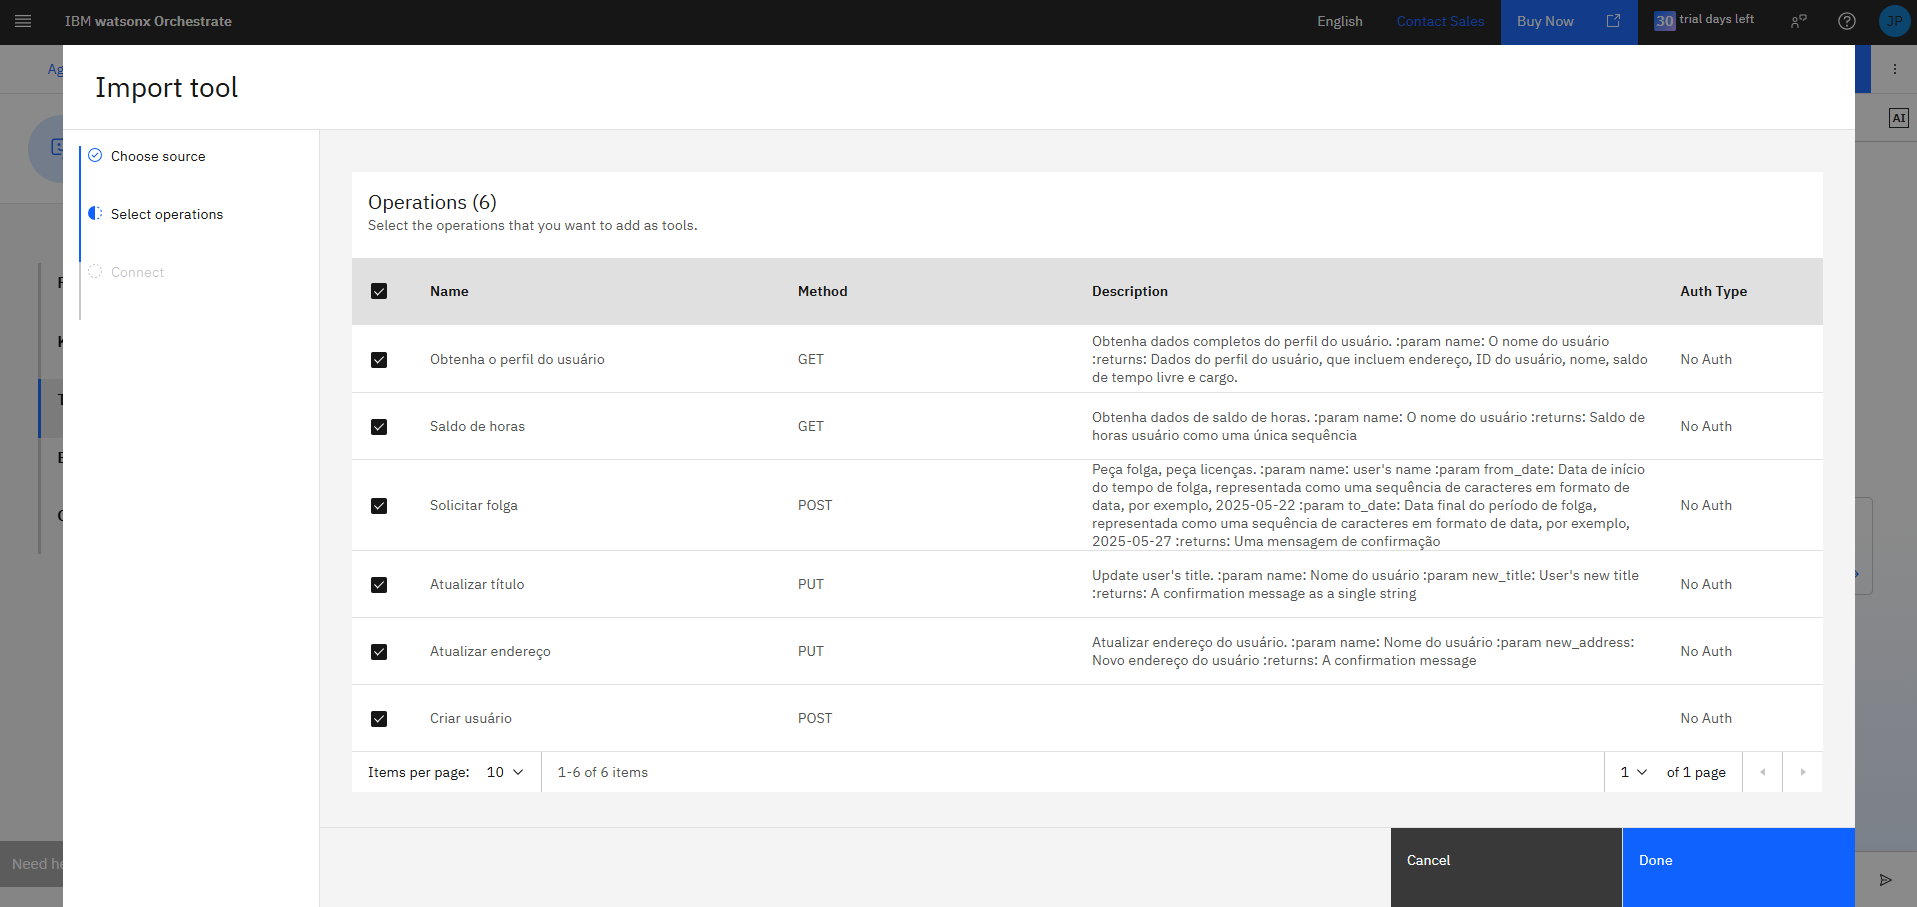 IBM watsonx Orchestrate
English
Contact Sales
Buy Now
30 trial days left
JP
Ag
AI
Import tool
Choose source
Select operations
Connect
Operations (6)
Select the operations that you want to add as tools.
Name Method Description Auth Type
Obtenha o perfil do usuário
GET
Obtenha dados completos do perfil do usuário. :param name: O nome do usuário
:returns: Dados do perfil do usuário, que incluem endereço, ID do usuário, nome, saldo
de tempo livre e cargo.
No Auth
Saldo de horas
GET
Obtenha dados de saldo de horas. :param name: O nome do usuário :returns: Saldo de
horas usuário como uma única sequência
No Auth
Solicitar folga
POST
Peça folga, peça licenças. :param name: user's name :param from_date: Data de início
do tempo de folga, representada como uma sequência de caracteres em formato de
data, por exemplo, 2025-05-22 :param to_date: Data final do período de folga,
representada como uma sequência de caracteres em formato de data, por exemplo,
2025-05-27 :returns: Uma mensagem de confirmação
No Auth
Atualizar título
PUT
Update user's title. :param name: Nome do usuário :param new_title: User's new title
:returns: A confirmation message as a single string
No Auth
Atualizar endereço
PUT
Atualizar endereço do usuário. :param name: Nome do usuário :param new_address:
Novo endereço do usuário :returns: A confirmation message
No Auth
Criar usuário
POST
No Auth
Items per page: 10
1-6 of 6 items
1 of 1 page
Need he
Cancel
Done